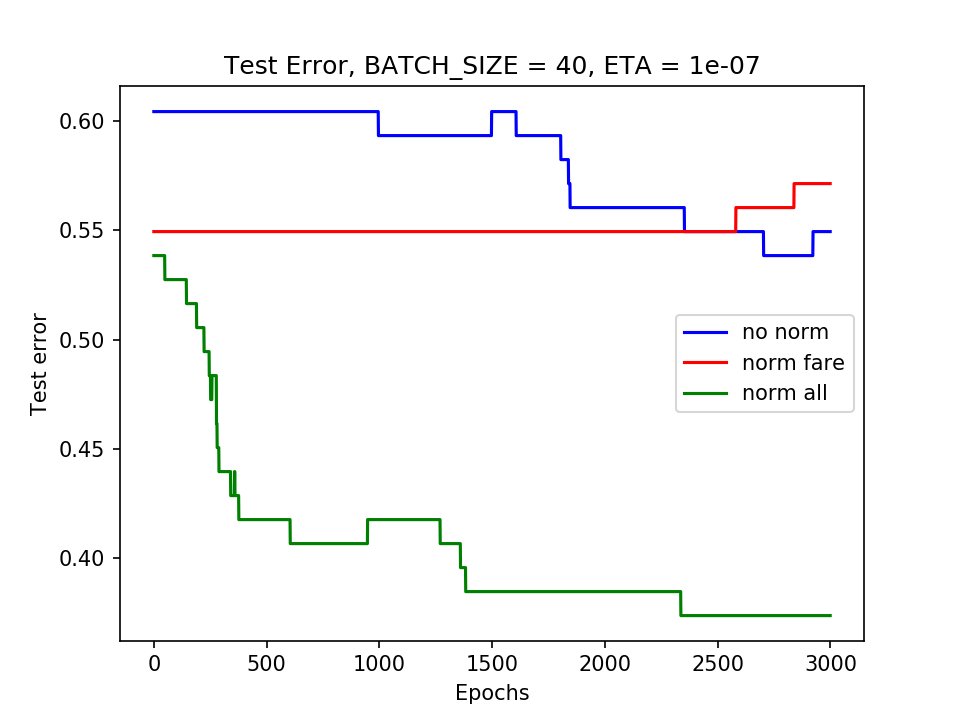 Test Error, BATCH_SIZE = 40, ETA = 1e-07
0.60
0.55
0.50
0.45
0.40
Test error
no norm
norm fare
norm all
0 500 1000 1500 2000 2500 3000
Epochs